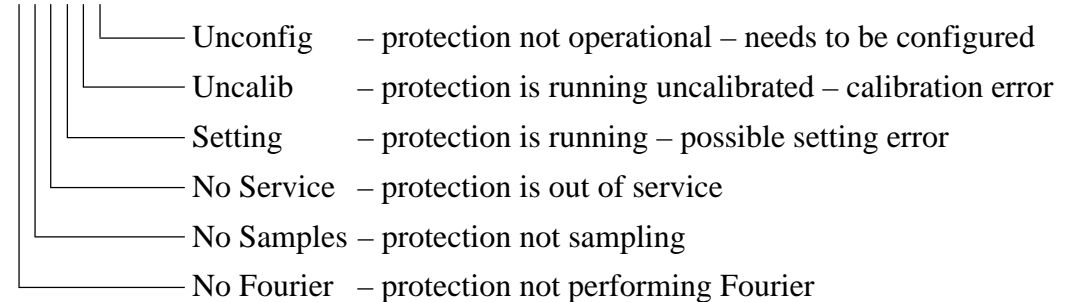 Unconfig – protection not operational – needs to be configured
Uncalib – protection is running uncalibrated – calibration error
Setting – protection is running – possible setting error
No Service – protection is out of service
No Samples – protection not sampling
No Fourier – protection not performing Fourier